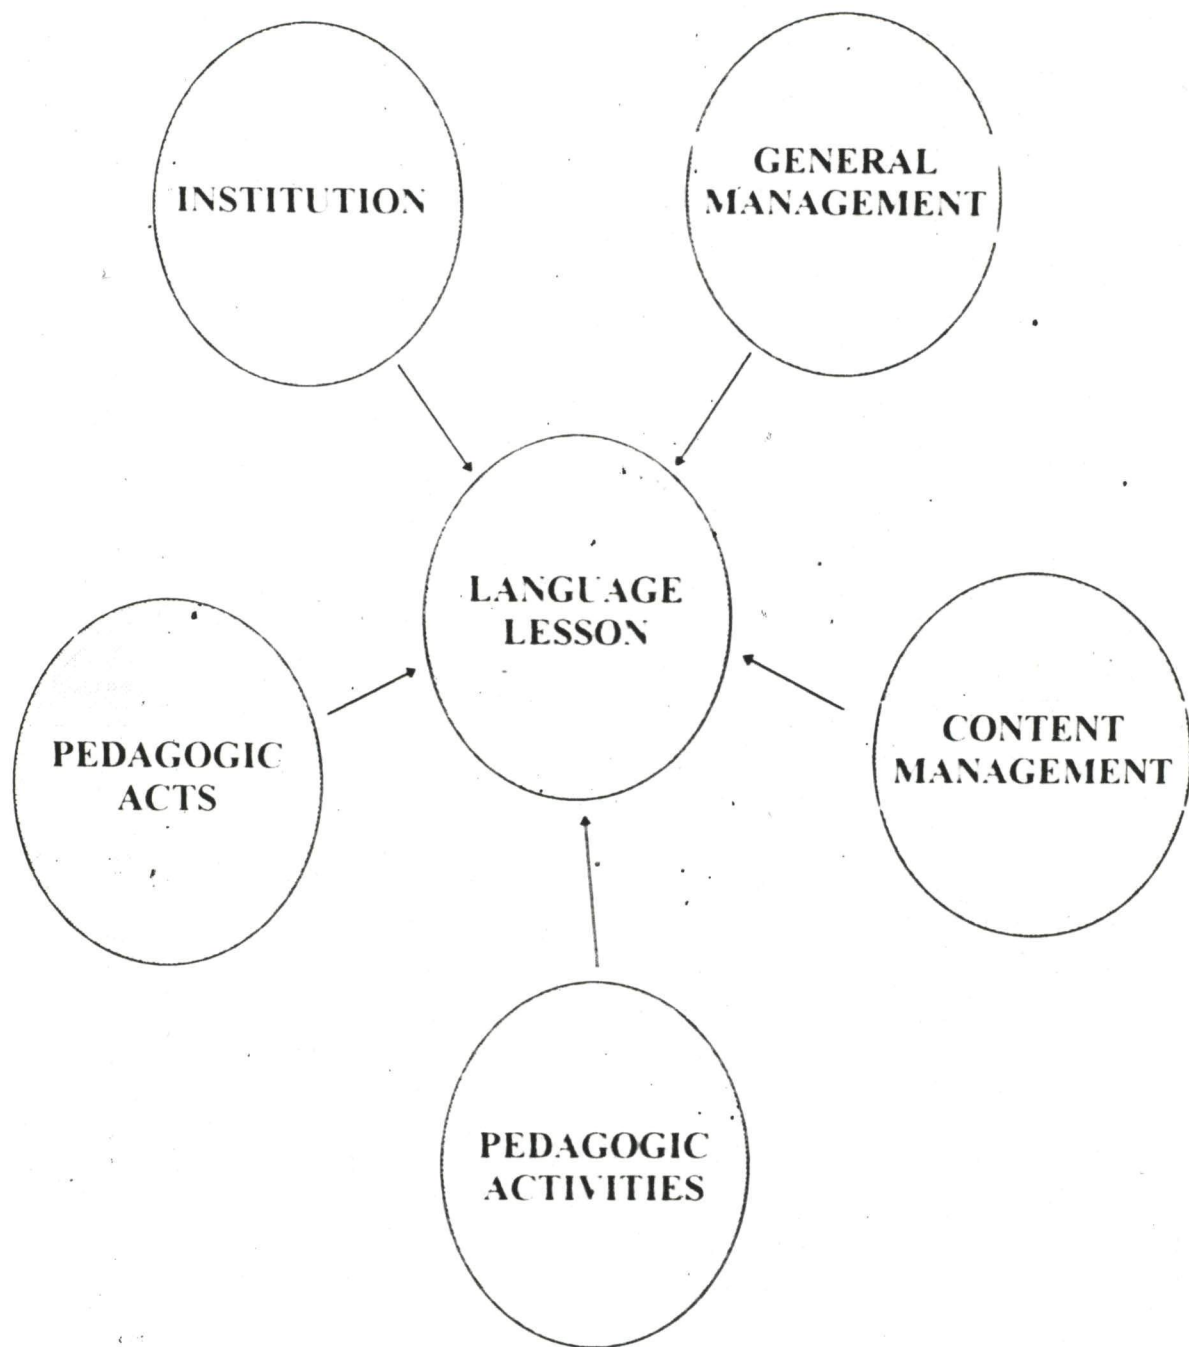 INSTITUTION
GENERAL
MANAGEMENT
LANGUAGE
LESSON
PEDAGOGIC
ACTS
CONTENT
MANAGEMENT
PEDAGOGIC
ACTIVITIES